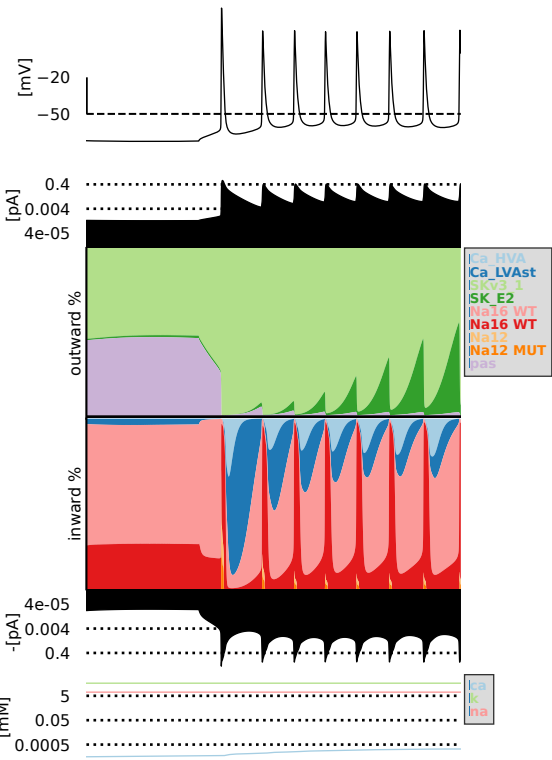 [mV]
−20
−50
[pA]
0.4
0.004
4e-05
outward %
Ca_HVA
Ca_LVAst
SKv3_1
SK_E2
Na16 WT
Na16 WT
Na12
Na12 MUT
pas
inward %
-[pA]
4e-05
0.004
0.4
[mM]
5
0.05
0.0005
ca
k
na